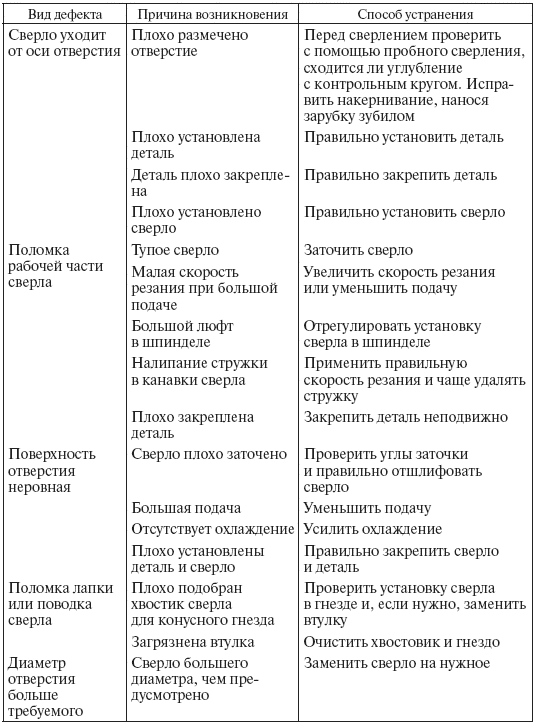 Вид дефекта Причина возникновения Способ устранения
Сверло уходит Плохо размечено Перед сверлением проверить
от оси отверстия отверстие с помощью пробного сверления,
сходится ли углубление
с контрольным кругом. Испра-
вить накернивание, нанося
зарубку зубилом
Плохо установлена Правильно установить деталь
деталь
Деталь плохо закрепле- Правильно закрепить деталь
на
Плохо установлено Правильно установить сверло
сверло
Поломка Тупое сверло Заточить сверло
рабочей части Малая скорость Увеличить скорость резания
сверла резания при большой или уменьшить подачу
подаче
Большой люфт Отрегулировать установку
в шпинделе сверла в шпинделе
Налипание стружки Применить правильную
в канавки сверла скорость резания и чаще удалять
стружку
Плохо закреплена Закрепить деталь неподвижно
деталь
Поверхность Сверло плохо заточено Проверить углы заточки
отверстия и правильно отшлифовать
неровная сверло
Большая подача Уменьшить подачу
Отсутствует охлаждение Усилить охлаждение
Плохо установлены Правильно закрепить сверло
деталь и сверло и деталь
Поломка лапки Плохо подобран Проверить установку сверла
или поводка хвостик сверла в гнезде и, если нужно, заменить
сверла для конусного гнезда втулку
Загрязнена втулка Очистить хвостовик и гнездо
Диаметр Сверло большего Заменить сверло на нужное
отверстия диаметра, чем пре-
больше дусмотрено
требуемого